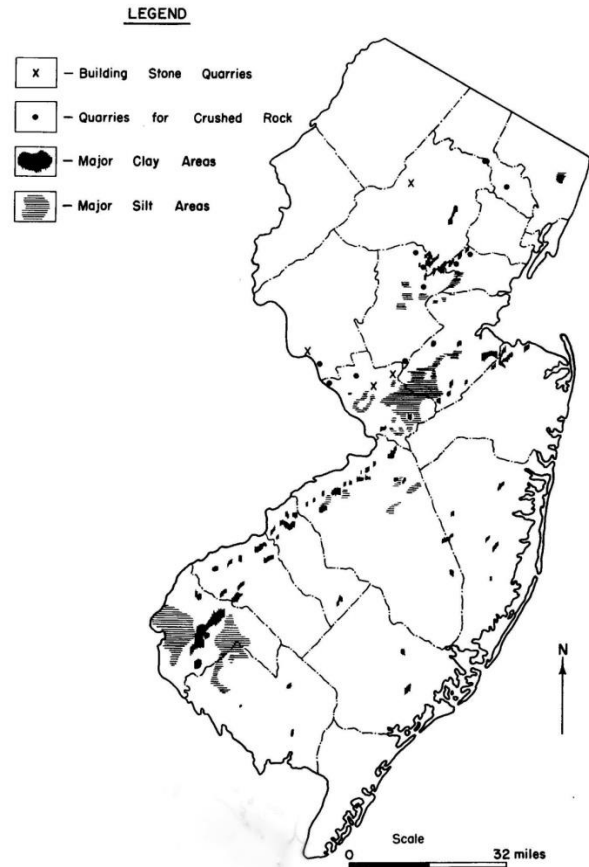 LEGEND
x – Building Stone Quarries
• – Quarries for Crushed Rock
– Major Clay Areas
– Major Silt Areas
N
Scale
0 32 miles